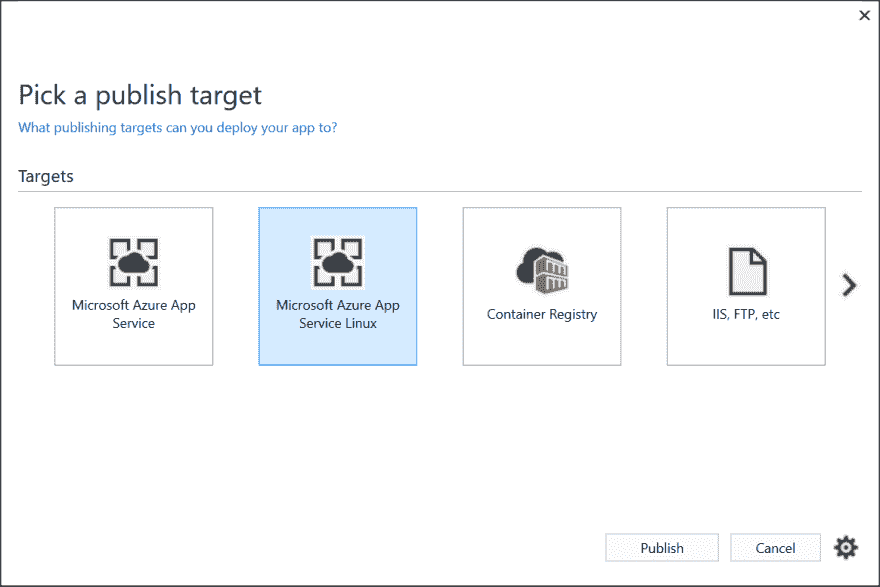 Pick a publish target
What publishing targets can you deploy your app to?
Targets
Microsoft Azure App
Service
Microsoft Azure App
Service Linux
Container Registry
IIS, FTP, etc
Publish
Cancel